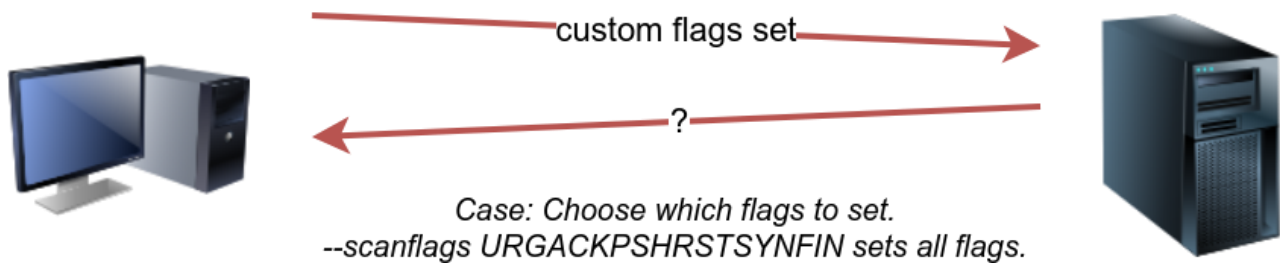 custom flags set
?
Case: Choose which flags to set.
--scanflags URGACKPSHRSTSYNFIN sets all flags.